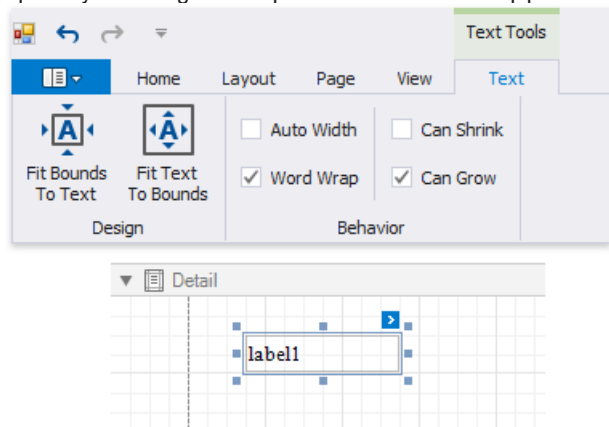 Text Tools
Home Layout Page View Text
Auto Width Can Shrink
Fit Bounds To Text
Fit Text To Bounds
Word Wrap Can Grow
Design Behavior
Detail
label1